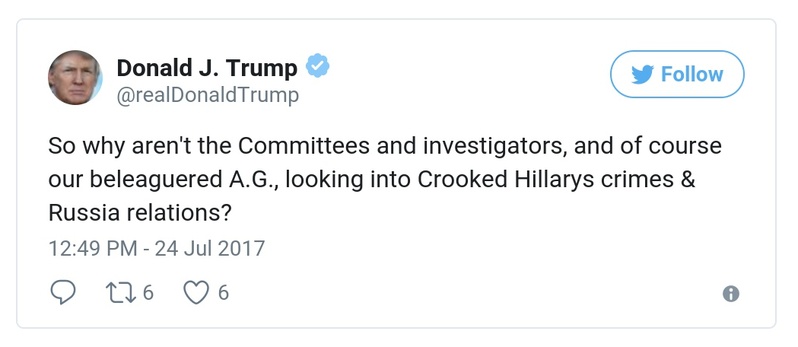 Donald J. Trump
@realDonaldTrump
Follow
So why aren't the Committees and investigators, and of course
our beleaguered A.G., looking into Crooked Hillarys crimes &
Russia relations?
12:49 PM - 24 Jul 2017
6
6